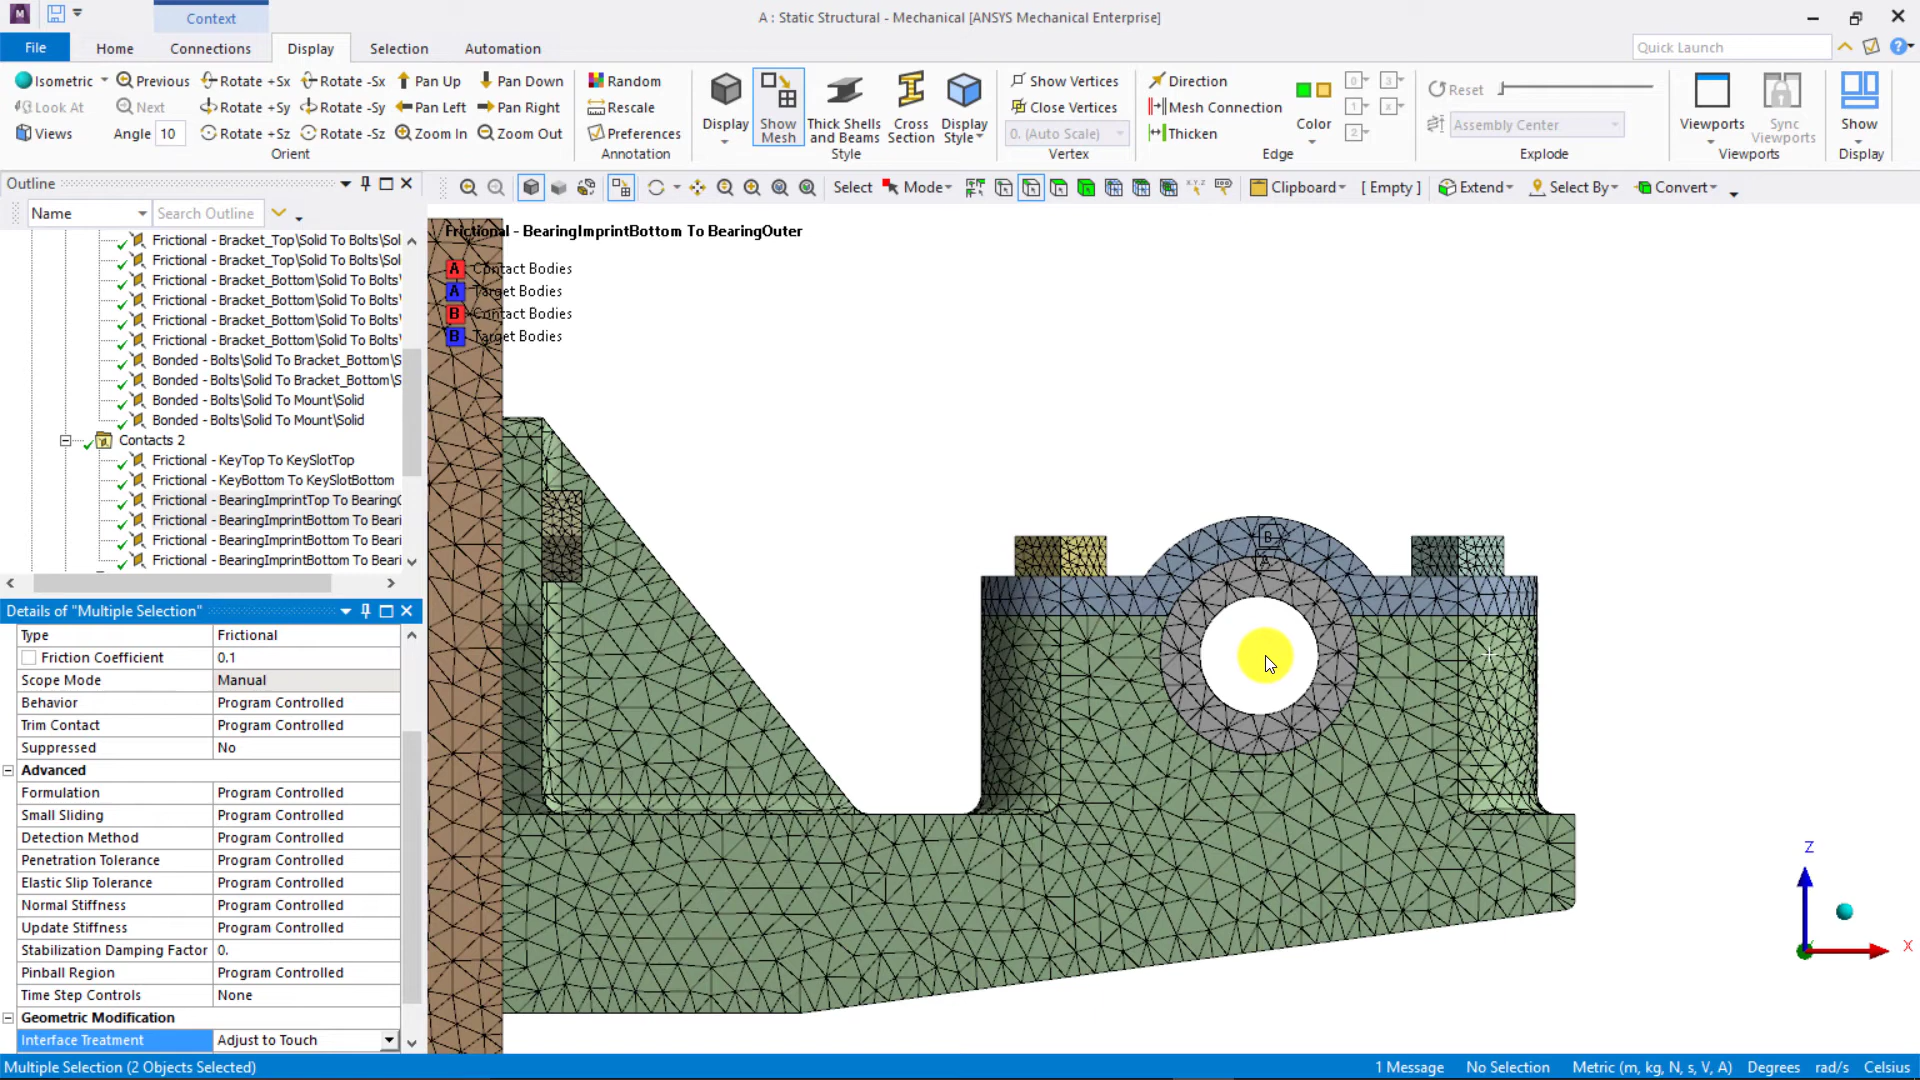 Context
A : Static Structural - Mechanical [ANSYS Mechanical Enterprise]
File Home Connections Display Selection Automation
Quick Launch
Isometric Previous Rotate +Sx Rotate -Sx Pan Up Pan Down
Look At Next Rotate +Sy Rotate -Sy Pan Left Pan Right
Views Angle 10 Rotate +Sz Rotate -Sz Zoom In Zoom Out
Orient
Random
Rescale
Preferences
Annotation
Display
Show Mesh
Thick Shells and Beams
Cross Section
Display Style
Style
Show Vertices
Close Vertices
0. (Auto Scale)
Vertex
Direction
Mesh Connection
Thicken
Color
Edge
Reset
Assembly Center
Explode
Viewports
Sync Viewports
Viewports
Show
Display
Outline
Name Search Outline
Select Mode Clipboard [ Empty ] Extend Select By Convert
Frictional - Bracket_Top\Solid To Bolts\Sol
Frictional - Bracket_Top\Solid To Bolts\Sol
Frictional - Bracket_Bottom\Solid To Bolts\
Frictional - Bracket_Bottom\Solid To Bolts\
Frictional - Bracket_Bottom\Solid To Bolts\
Frictional - Bracket_Bottom\Solid To Bolts\
Bonded - Bolts\Solid To Bracket_Bottom\S
Bonded - Bolts\Solid To Bracket_Bottom\S
Bonded - Bolts\Solid To Mount\Solid
Bonded - Bolts\Solid To Mount\Solid
Contacts 2
Frictional - KeyTop To KeySlotTop
Frictional - KeyBottom To KeySlotBottom
Frictional - BearingImprintTop To Bearing
Frictional - BearingImprintBottom To Beari
Frictional - BearingImprintBottom To Beari
Frictional - BearingImprintBottom To Beari
Details of "Multiple Selection"
Type Frictional
Friction Coefficient 0.1
Scope Mode Manual
Behavior Program Controlled
Trim Contact Program Controlled
Suppressed No
Advanced
Formulation Program Controlled
Small Sliding Program Controlled
Detection Method Program Controlled
Penetration Tolerance Program Controlled
Elastic Slip Tolerance Program Controlled
Normal Stiffness Program Controlled
Update Stiffness Program Controlled
Stabilization Damping Factor 0.
Pinball Region Program Controlled
Time Step Controls None
Geometric Modification
Interface Treatment Adjust to Touch
Frictional - BearingImprintBottom To BearingOuter
A Contact Bodies
A Target Bodies
B Contact Bodies
B Target Bodies
B
A
Z
X
Multiple Selection (2 Objects Selected) 1 Message No Selection Metric (m, kg, N, s, V, A) Degrees rad/s Celsius